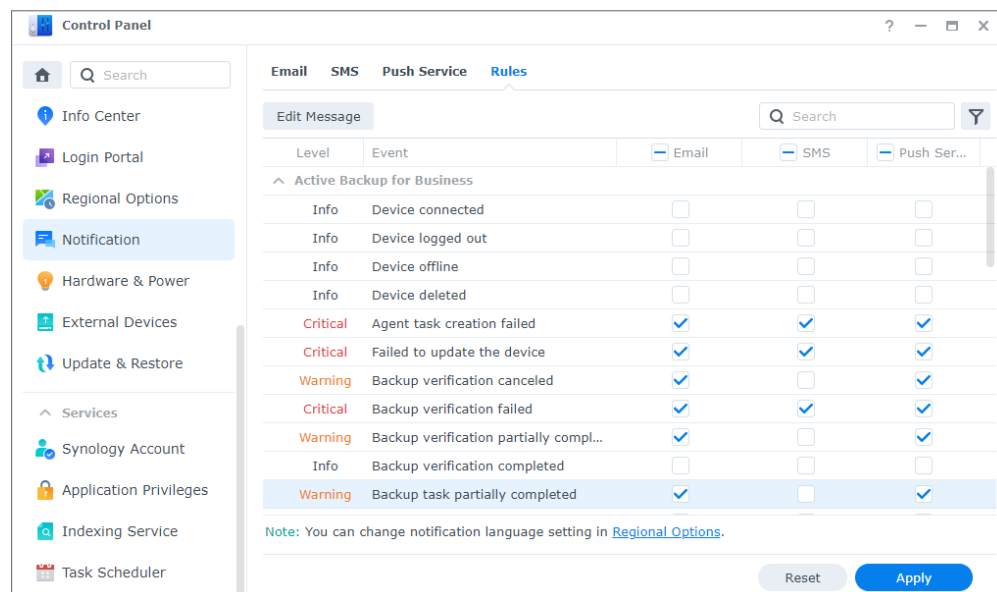 Control Panel
?
Search
Info Center
Login Portal
Regional Options
Notification
Hardware & Power
External Devices
Update & Restore
Services
Synology Account
Application Privileges
Indexing Service
Task Scheduler
Email SMS Push Service Rules
Edit Message
Search
Level Event Email SMS Push Ser...
Active Backup for Business
Info Device connected
Info Device logged out
Info Device offline
Info Device deleted
Critical Agent task creation failed
Critical Failed to update the device
Warning Backup verification canceled
Critical Backup verification failed
Warning Backup verification partially compl...
Info Backup verification completed
Warning Backup task partially completed
Note: You can change notification language setting in Regional Options.
Reset Apply